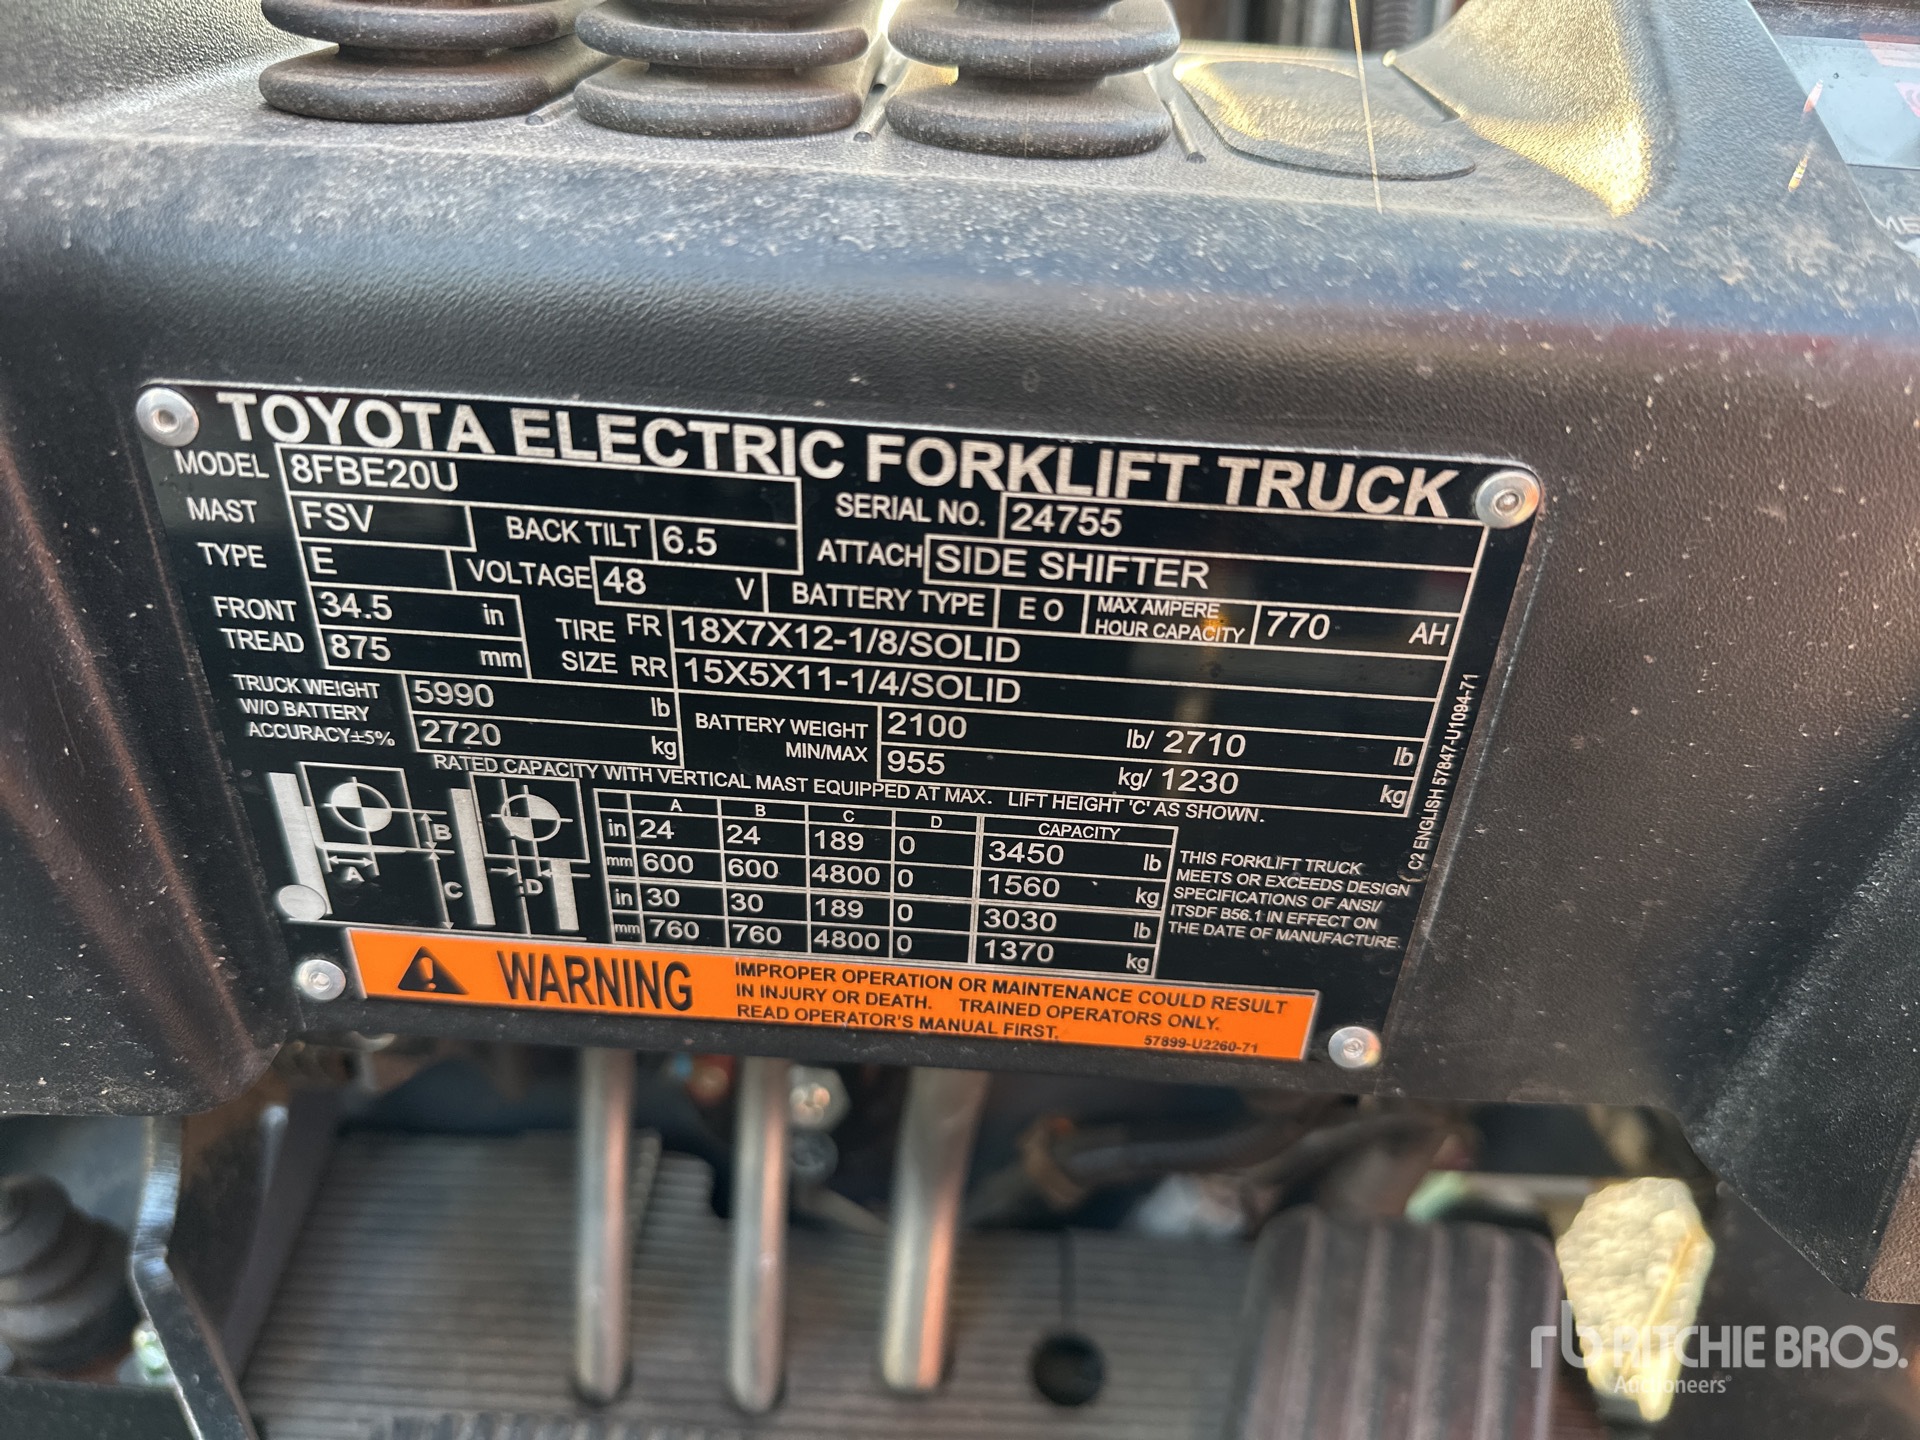 TOYOTA ELECTRIC FORKLIFT TRUCK
MODEL 8FBE20U
SERIAL NO. 24755
MAST FSV BACK TILT 6.5
ATTACH SIDE SHIFTER
TYPE E VOLTAGE 48 V BATTERY TYPE E O MAX AMPERE HOUR CAPACITY 770 AH
FRONT TREAD 34.5 in
875 mm
TIRE SIZE FR 18X7X12-1/8/SOLID
RR 15X5X11-1/4/SOLID
TRUCK WEIGHT
W/O BATTERY
ACCURACY±5%
5990 lb
2720 kg
BATTERY WEIGHT
MIN/MAX
2100 lb/ 2710 lb
955 kg/ 1230 kg
RATED CAPACITY WITH VERTICAL MAST EQUIPPED AT MAX. LIFT HEIGHT 'C' AS SHOWN.
A B C D
A B C D CAPACITY
in 24 24 189 0 3450 lb
mm 600 600 4800 0 1560 kg
in 30 30 189 0 3030 lb
mm 760 760 4800 0 1370 kg
THIS FORKLIFT TRUCK
MEETS OR EXCEEDS DESIGN
SPECIFICATIONS OF ANSI/
ITSDF B56.1 IN EFFECT ON
THE DATE OF MANUFACTURE.
C2 ENGLISH 57847-U1094-71
WARNING
IMPROPER OPERATION OR MAINTENANCE COULD RESULT
IN INJURY OR DEATH. TRAINED OPERATORS ONLY.
READ OPERATOR'S MANUAL FIRST.
57899-U2260-71
rb RITCHIE BROS.
Auctioneers